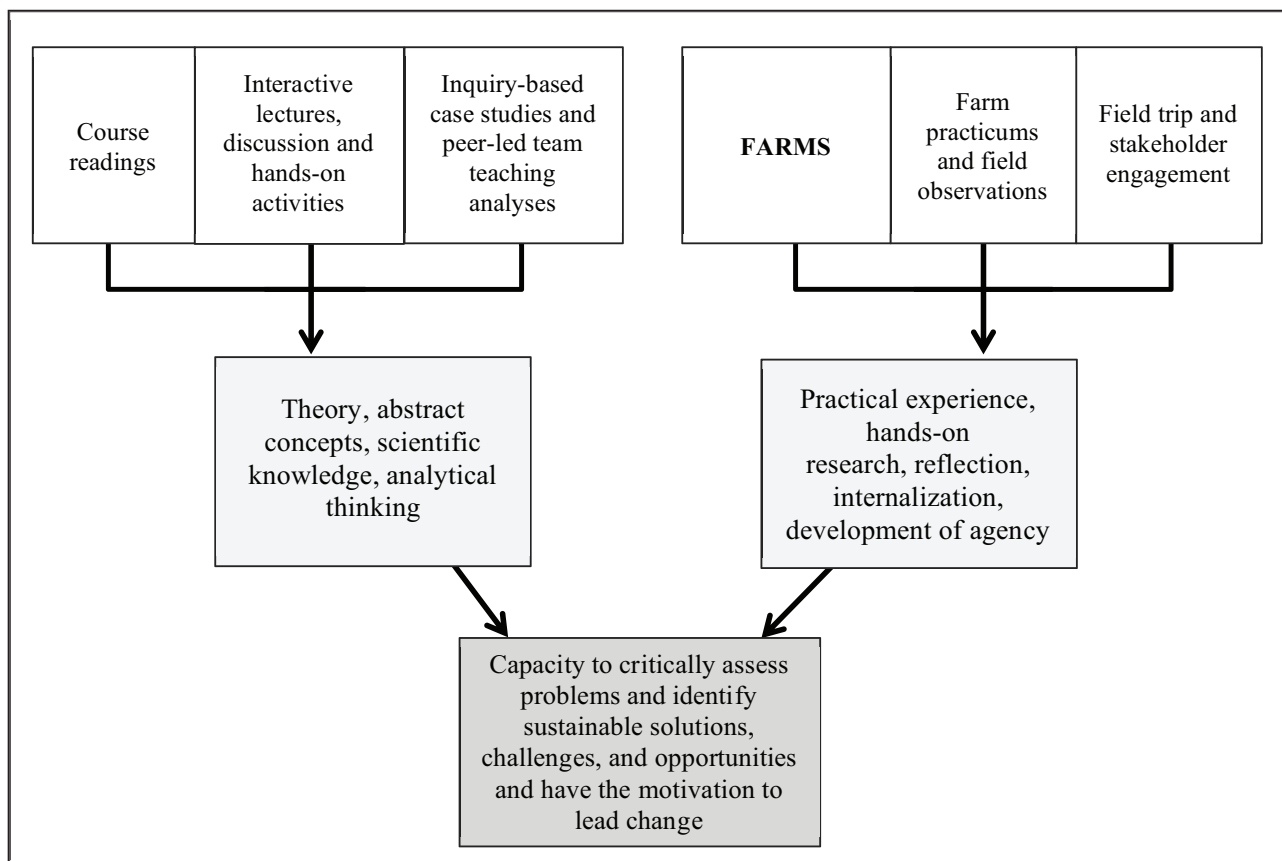 Course
readings
Interactive
lectures,
discussion and
hands-on
activities
Inquiry-based
case studies and
peer-led team
teaching
analyses
FARMS
Farm
practicums
and field
observations
Field trip and
stakeholder
engagement
Theory, abstract
concepts, scientific
knowledge, analytical
thinking
Practical experience,
hands-on
research, reflection,
internalization,
development of agency
Capacity to critically assess
problems and identify
sustainable solutions,
challenges, and opportunities
and have the motivation to
lead change